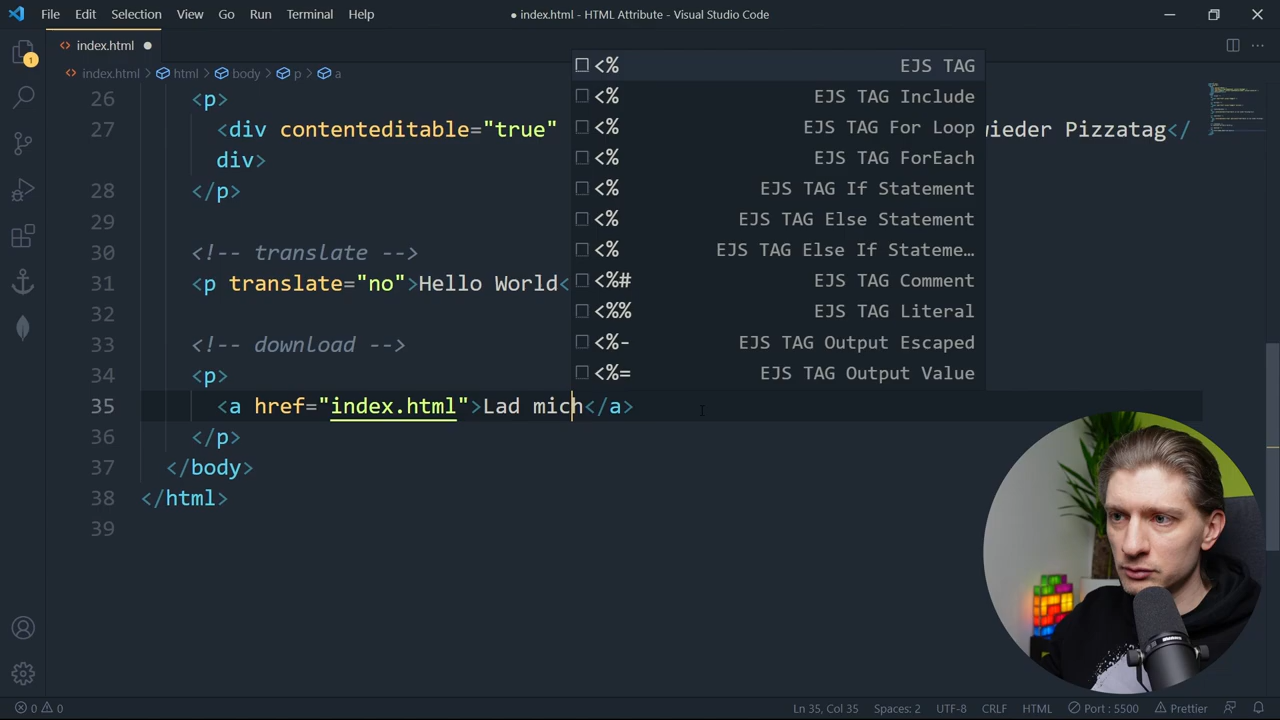 File Edit Selection View Go Run Terminal Help ● index.html - HTML Attribute - Visual Studio Code
<> index.html ●
<> index.html > html > body > p > a
1
26 <p>
27 <div contenteditable="true" wieder Pizzatag</
div>
28 </p>
29
30 <!-- translate -->
31 <p translate="no">Hello World<
32
33 <!-- download -->
34 <p>
35 <a href="index.html">Lad mich</a>
36 </p>
37 </body>
38 </html>
39
<% EJS TAG
<% EJS TAG Include
<% EJS TAG For Loop
<% EJS TAG ForEach
<% EJS TAG If Statement
<% EJS TAG Else Statement
<% EJS TAG Else If Stateme…
<%# EJS TAG Comment
<%% EJS TAG Literal
<%- EJS TAG Output Escaped
<%= EJS TAG Output Value
0 0 Ln 35, Col 35 Spaces: 2 UTF-8 CRLF HTML Port : 5500 Prettier